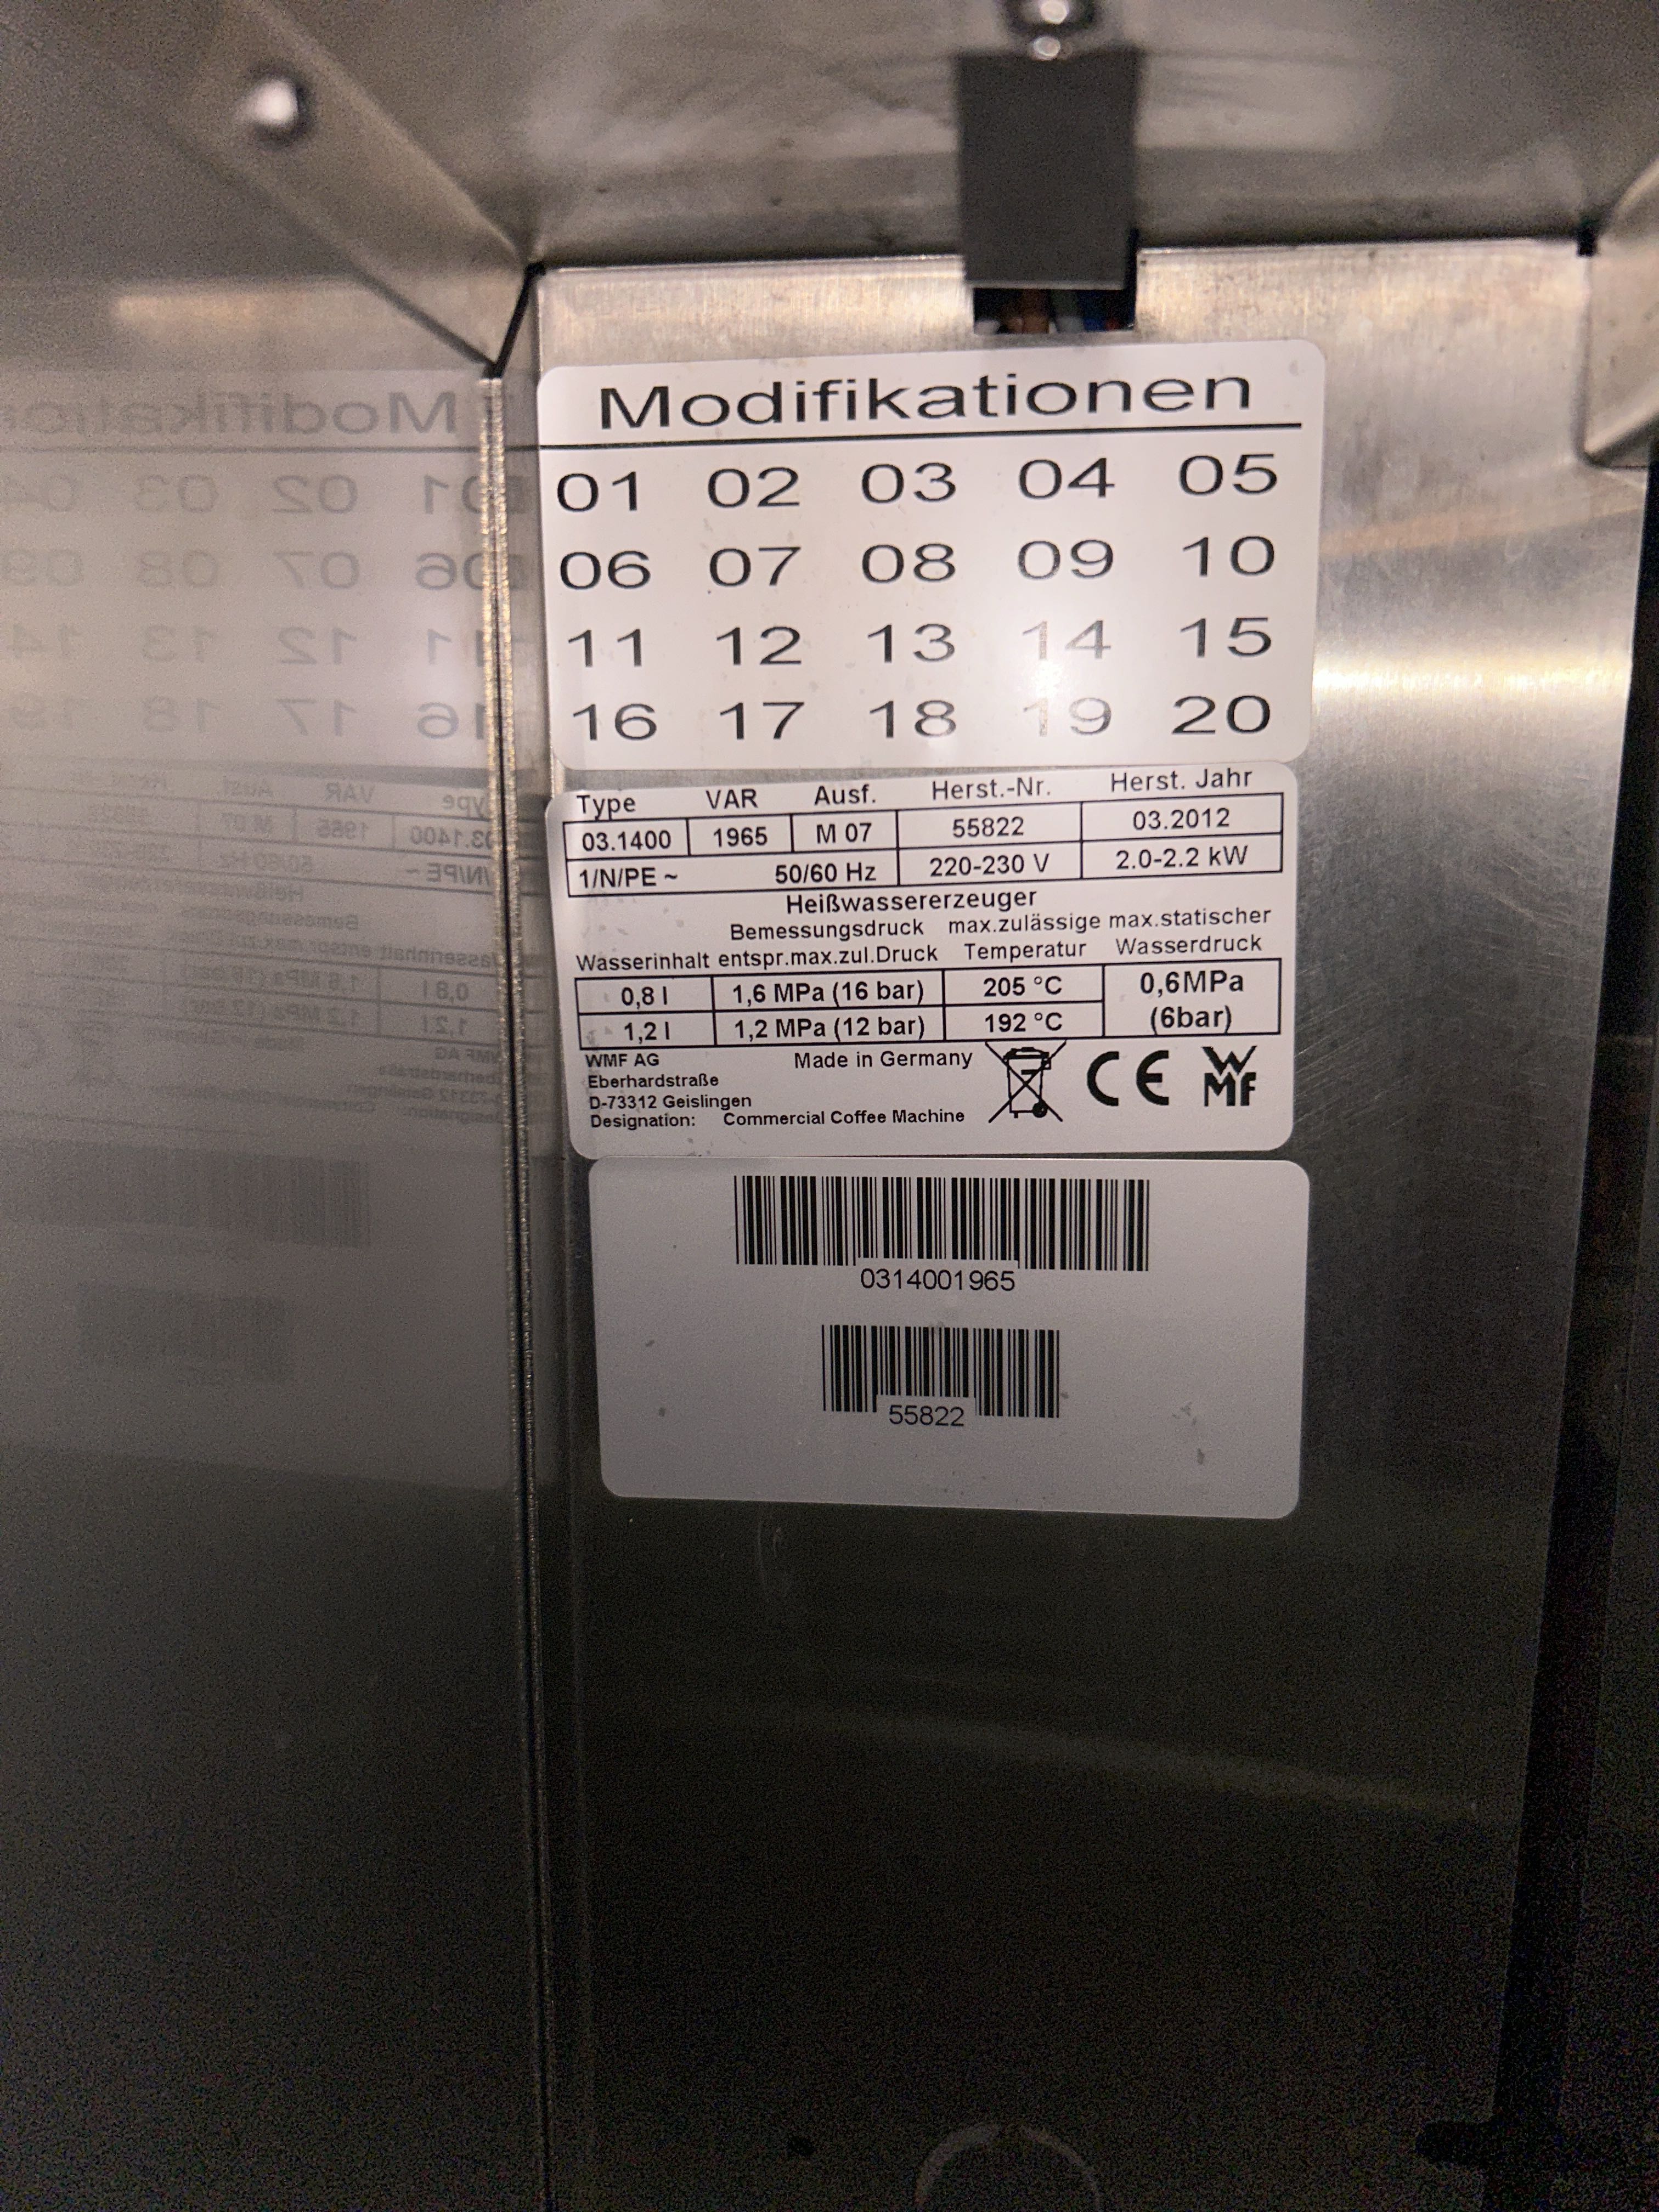 Modifikationen
01 02 03 04 05
06 07 08 09 10
11 12 13 14 15
16 17 18 19 20
Type VAR Ausf. Herst.-Nr. Herst. Jahr
03.1400 1965 M 07 55822 03.2012
1/N/PE ~ 50/60 Hz 220-230 V 2.0-2.2 kW
Heißwassererzeuger
Bemessungsdruck max.zulässige max.statischer
Wasserinhalt entspr.max.zul.Druck Temperatur Wasserdruck
0,8 l 1,6 MPa (16 bar) 205 °C 0,6MPa
1,2 l 1,2 MPa (12 bar) 192 °C (6bar)
WMF AG Made in Germany
Eberhardstraße CE WMF
D-73312 Geislingen
Designation: Commercial Coffee Machine
0314001965
55822